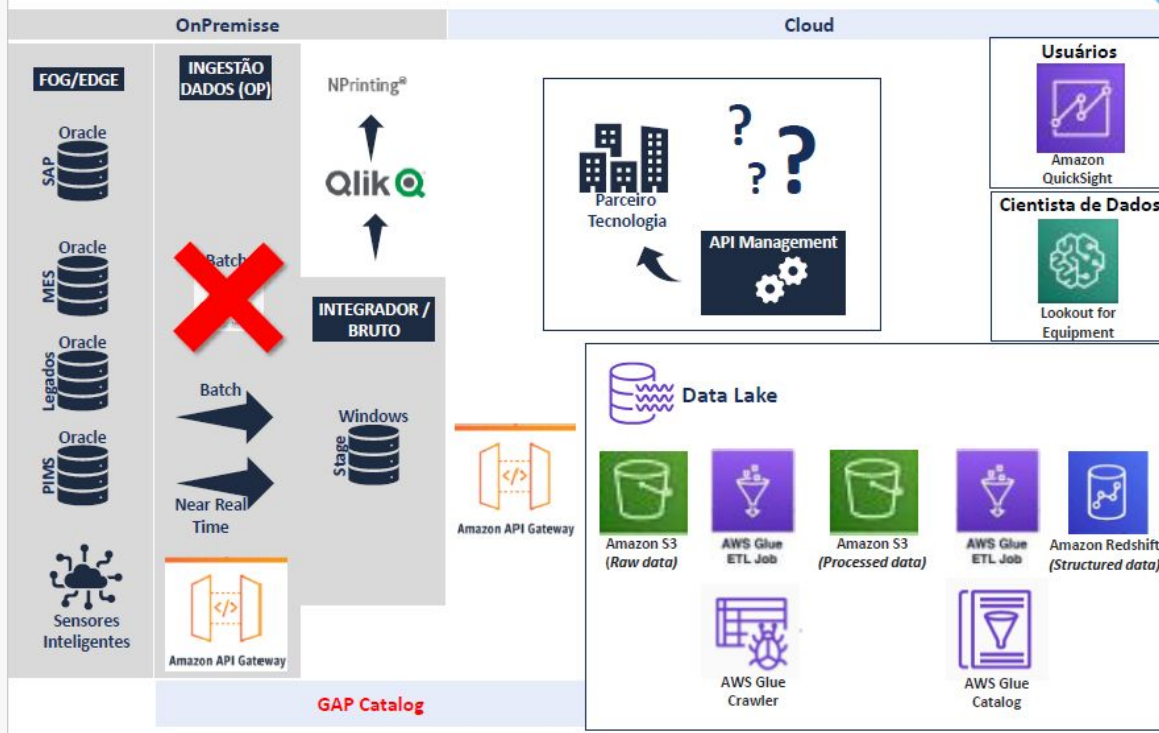 OnPremisse
Cloud
FOG/EDGE
Oracle
SAP
Oracle
MES
Oracle
Legados
Oracle
PIMS
Sensores
Inteligentes
INGESTÃO
DADOS (OP)
Batch
Batch
Near Real
Time
Amazon API Gateway
NPrinting®
Qlik
INTEGRADOR /
BRUTO
Windows
Stage
Amazon API Gateway
Parceiro
Tecnologia
? ? ?
API Management
Usuários
Amazon
QuickSight
Cientista de Dados
Lookout for
Equipment
Data Lake
Amazon S3
(Raw data)
AWS Glue
ETL Job
Amazon S3
(Processed data)
AWS Glue
ETL Job
Amazon Redshift
(Structured data)
AWS Glue
Crawler
AWS Glue
Catalog
GAP Catalog